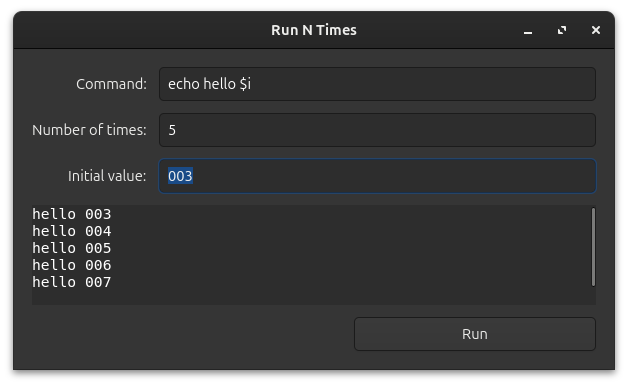 Run N Times
Command: echo hello $i
Number of times: 5
Initial value: 003
hello 003
hello 004
hello 005
hello 006
hello 007
Run